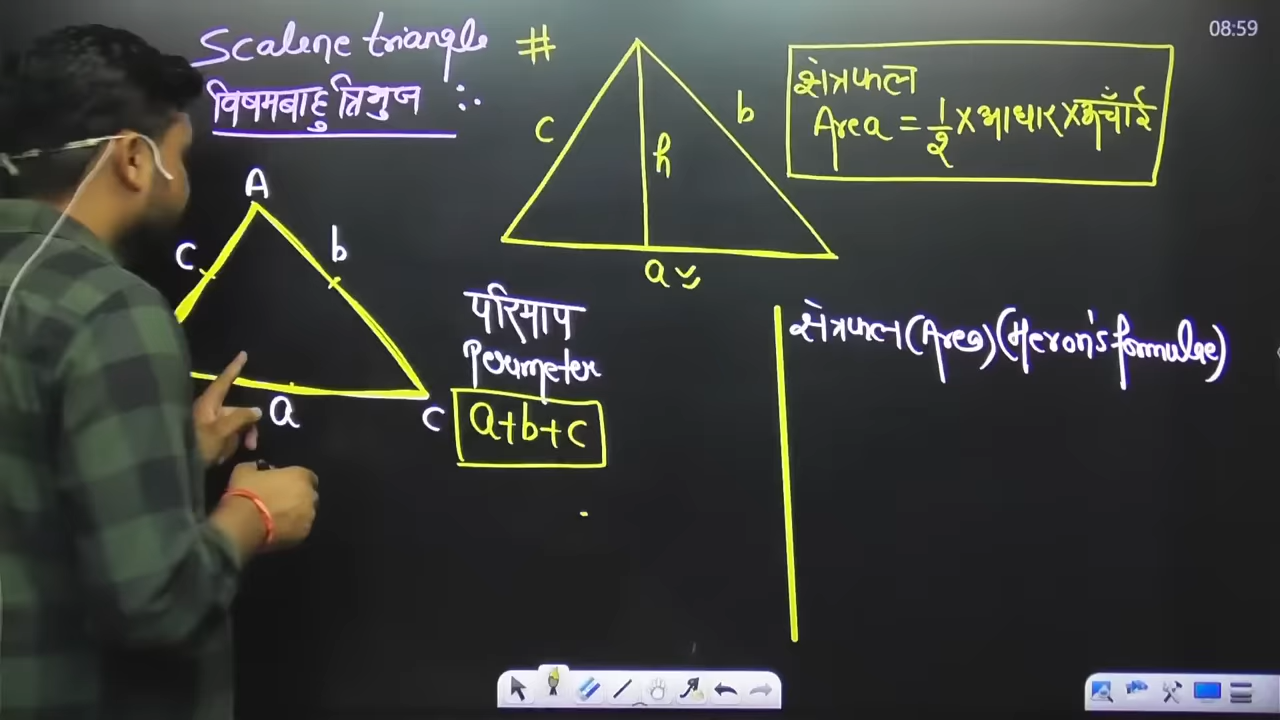 08:59
Scalene triangle #
विषमबाहु त्रिभुज :.
A
c
b
a
C
c
b
h
a
क्षेत्रफल
Area = 1/2 × आधार × ऊँचाई
परिमाप
Perimeter
a+b+c
क्षेत्रफल (Area) (Heron's formulae)